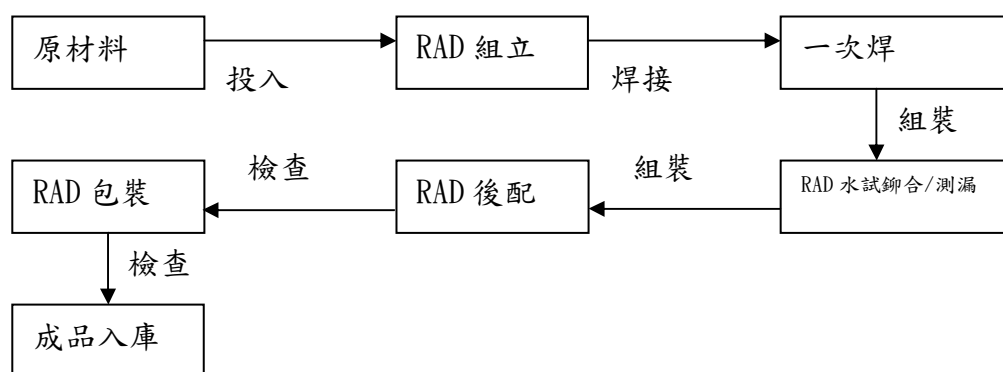 原材料
投入
RAD 組立
焊接
一次焊
組裝
RAD 水試鉚合/測漏
組裝
RAD 後配
檢查
RAD 包裝
檢查
成品入庫